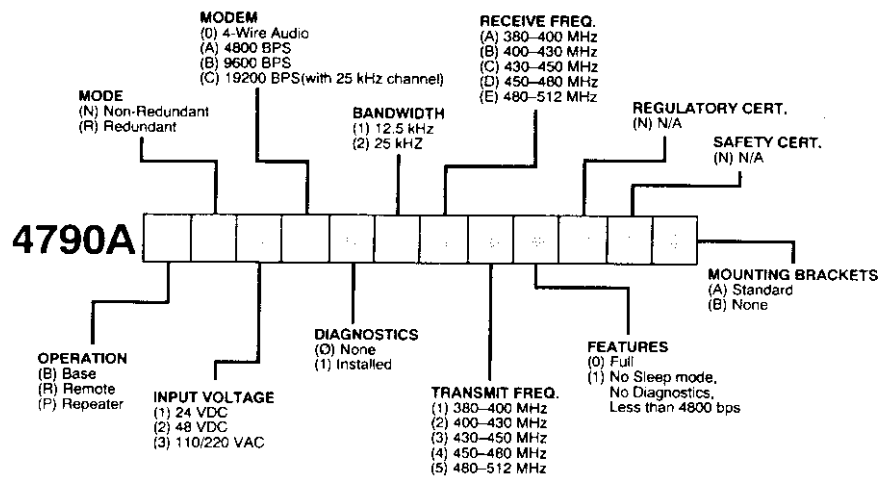 MODEM
(0) 4-Wire Audio
(A) 4800 BPS
(B) 9600 BPS
(C) 19200 BPS(with 25 kHz channel)
RECEIVE FREQ.
(A) 380–400 MHz
(B) 400–430 MHz
(C) 430–450 MHz
(D) 450–480 MHz
(E) 480–512 MHz
MODE
(N) Non-Redundant
(R) Redundant
BANDWIDTH
(1) 12.5 kHz
(2) 25 kHZ
REGULATORY CERT.
(N) N/A
SAFETY CERT.
(N) N/A
4790A
OPERATION
(B) Base
(R) Remote
(P) Repeater
INPUT VOLTAGE
(1) 24 VDC
(2) 48 VDC
(3) 110/220 VAC
DIAGNOSTICS
(Ø) None
(1) Installed
TRANSMIT FREQ.
(1) 380–400 MHz
(2) 400–430 MHz
(3) 430–450 MHz
(4) 450–480 MHz
(5) 480–512 MHz
FEATURES
(0) Full
(1) No Sleep mode,
No Diagnostics,
Less than 4800 bps
MOUNTING BRACKETS
(A) Standard
(B) None